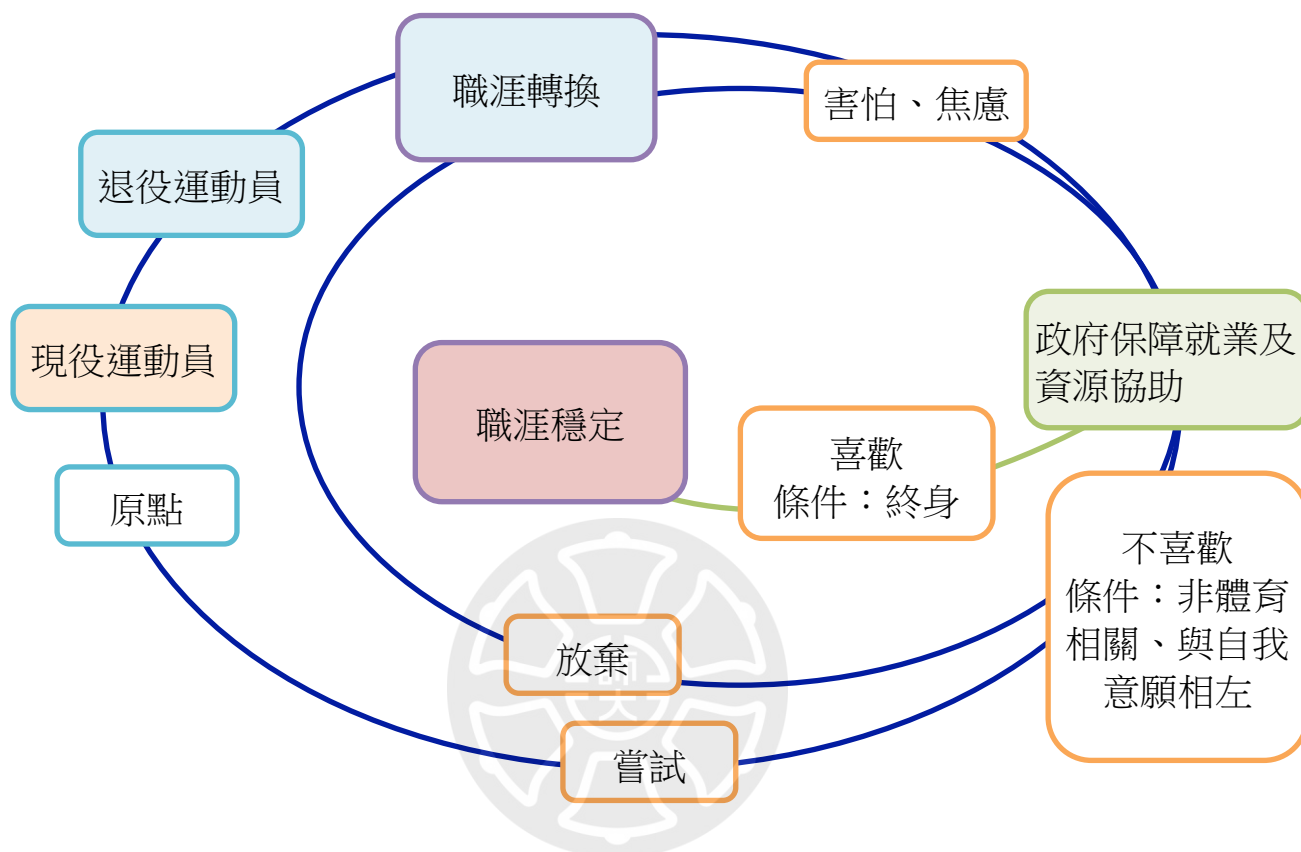 職涯轉換
害怕、焦慮
退役運動員
現役運動員
政府保障就業及
資源協助
職涯穩定
喜歡
條件：終身
原點
不喜歡
條件：非體育
相關、與自我
意願相左
放棄
嘗試
師大